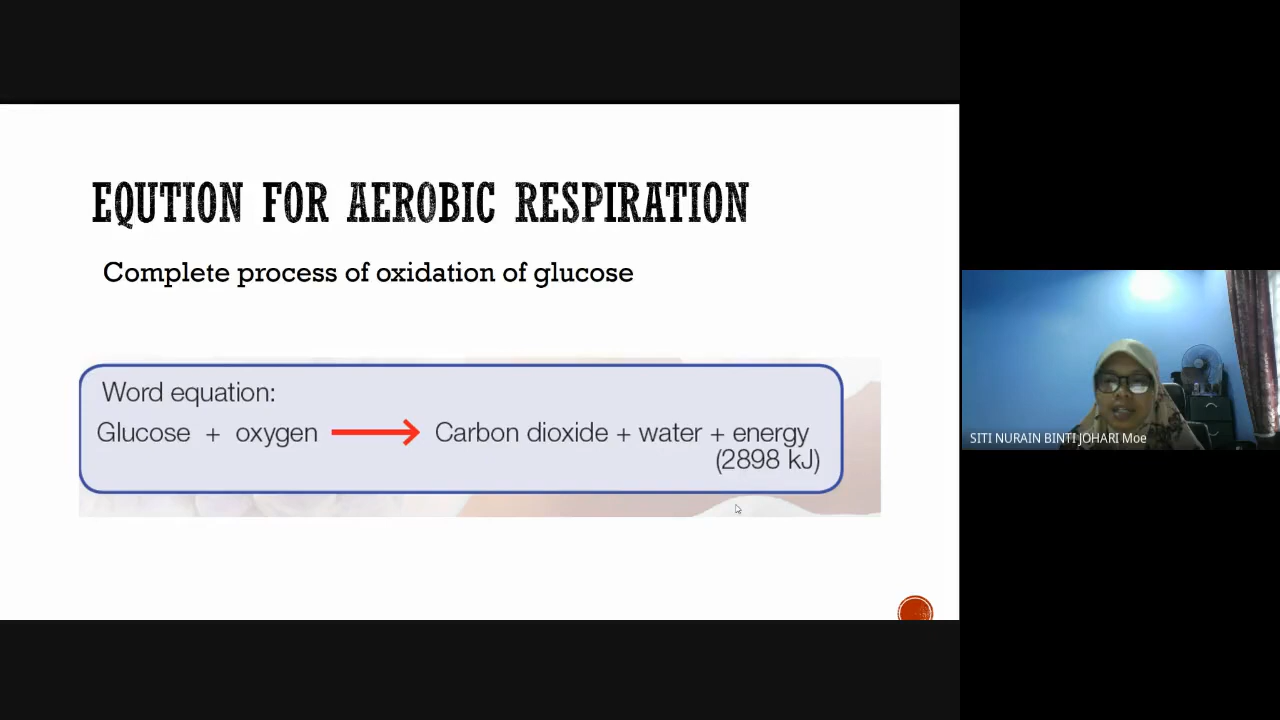 EQUTION FOR AEROBIC RESPIRATION
Complete process of oxidation of glucose
Word equation:
Glucose + oxygen → Carbon dioxide + water + energy
(2898 kJ)
SITI NURAIN BINTI JOHARI Moe